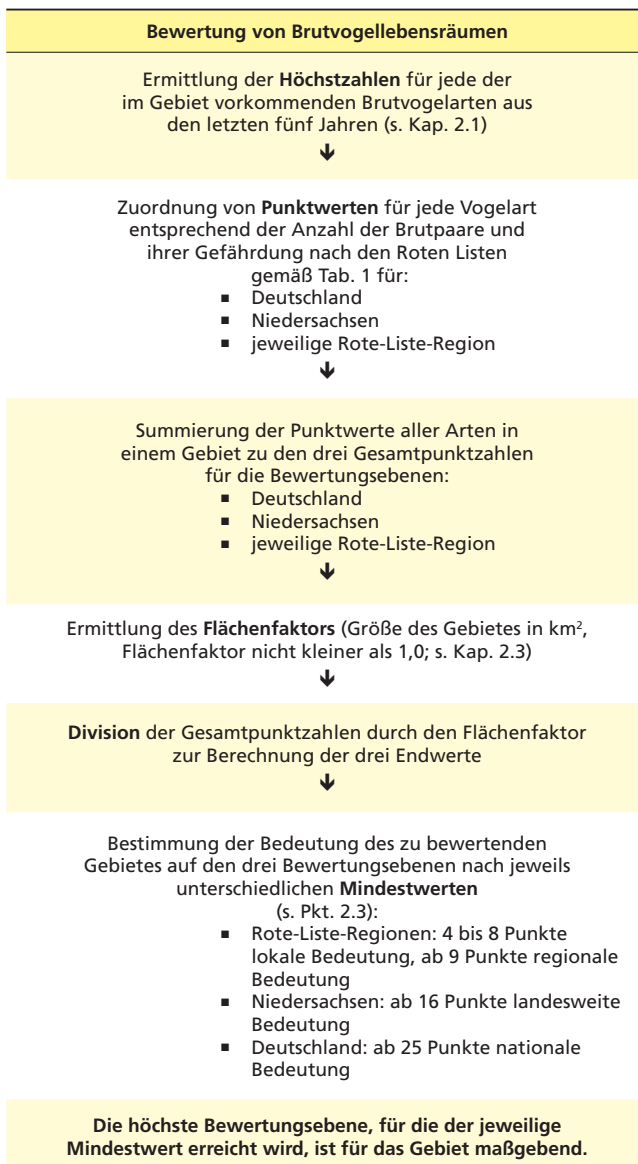 Bewertung von Brutvogellebensräumen
Ermittlung der Höchstzahlen für jede der
im Gebiet vorkommenden Brutvogelarten aus
den letzten fünf Jahren (s. Kap. 2.1)
Zuordnung von Punktwerten für jede Vogelart
entsprechend der Anzahl der Brutpaare und
ihrer Gefährdung nach den Roten Listen
gemäß Tab. 1 für:
▪ Deutschland
▪ Niedersachsen
▪ jeweilige Rote-Liste-Region
Summierung der Punktwerte aller Arten in
einem Gebiet zu den drei Gesamtpunktzahlen
für die Bewertungsebenen:
▪ Deutschland
▪ Niedersachsen
▪ jeweilige Rote-Liste-Region
Ermittlung des Flächenfaktors (Größe des Gebietes in km²,
Flächenfaktor nicht kleiner als 1,0; s. Kap. 2.3)
Division der Gesamtpunktzahlen durch den Flächenfaktor
zur Berechnung der drei Endwerte
Bestimmung der Bedeutung des zu bewertenden
Gebietes auf den drei Bewertungsebenen nach jeweils
unterschiedlichen Mindestwerten
(s. Pkt. 2.3):
▪ Rote-Liste-Regionen: 4 bis 8 Punkte
lokale Bedeutung, ab 9 Punkte regionale
Bedeutung
▪ Niedersachsen: ab 16 Punkte landesweite
Bedeutung
▪ Deutschland: ab 25 Punkte nationale
Bedeutung
Die höchste Bewertungsebene, für die der jeweilige
Mindestwert erreicht wird, ist für das Gebiet maßgebend.